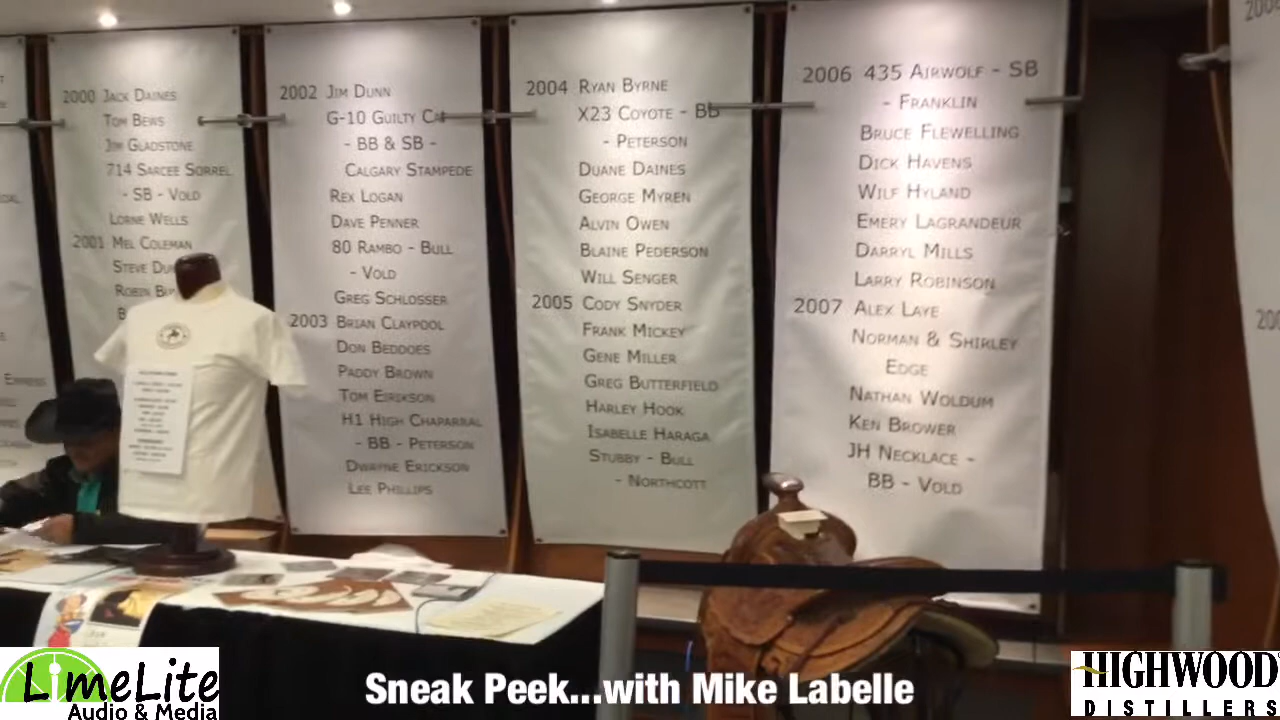 2000 Jack Daines
Tom Bews
Jim Gladstone
714 Sarcee Sorrel
- SB - Vold
Lorne Wells
2001 Mel Coleman
Steve
Robin
2002 Jim Dunn
G-10 Guilty Cat
- BB & SB -
Calgary Stampede
Rex Logan
Dave Penner
80 Rambo - Bull
- Vold
Greg Schlosser
2003 Brian Claypool
Don Beddoes
Paddy Brown
Tom Eirikson
H1 High Chaparral
- BB - Peterson
Dwayne Erickson
Lee Phillips
2004 Ryan Byrne
X23 Coyote - BB
- Peterson
Duane Daines
George Myren
Alvin Owen
Blaine Pederson
Will Senger
2005 Cody Snyder
Frank Mickey
Gene Miller
Greg Butterfield
Harley Hook
Isabelle Haraga
Stubby - Bull
- Northcott
2006 435 Airwolf - SB
- Franklin
Bruce Flewelling
Dick Havens
Wilf Hyland
Emery Lagrandeur
Darryl Mills
Larry Robinson
2007 Alex Laye
Norman & Shirley
Edge
Nathan Woldum
Ken Brower
JH Necklace -
BB - Vold
LimeLite
Audio & Media
Sneak Peek...with Mike Labelle
HIGHWOOD
DISTILLERS